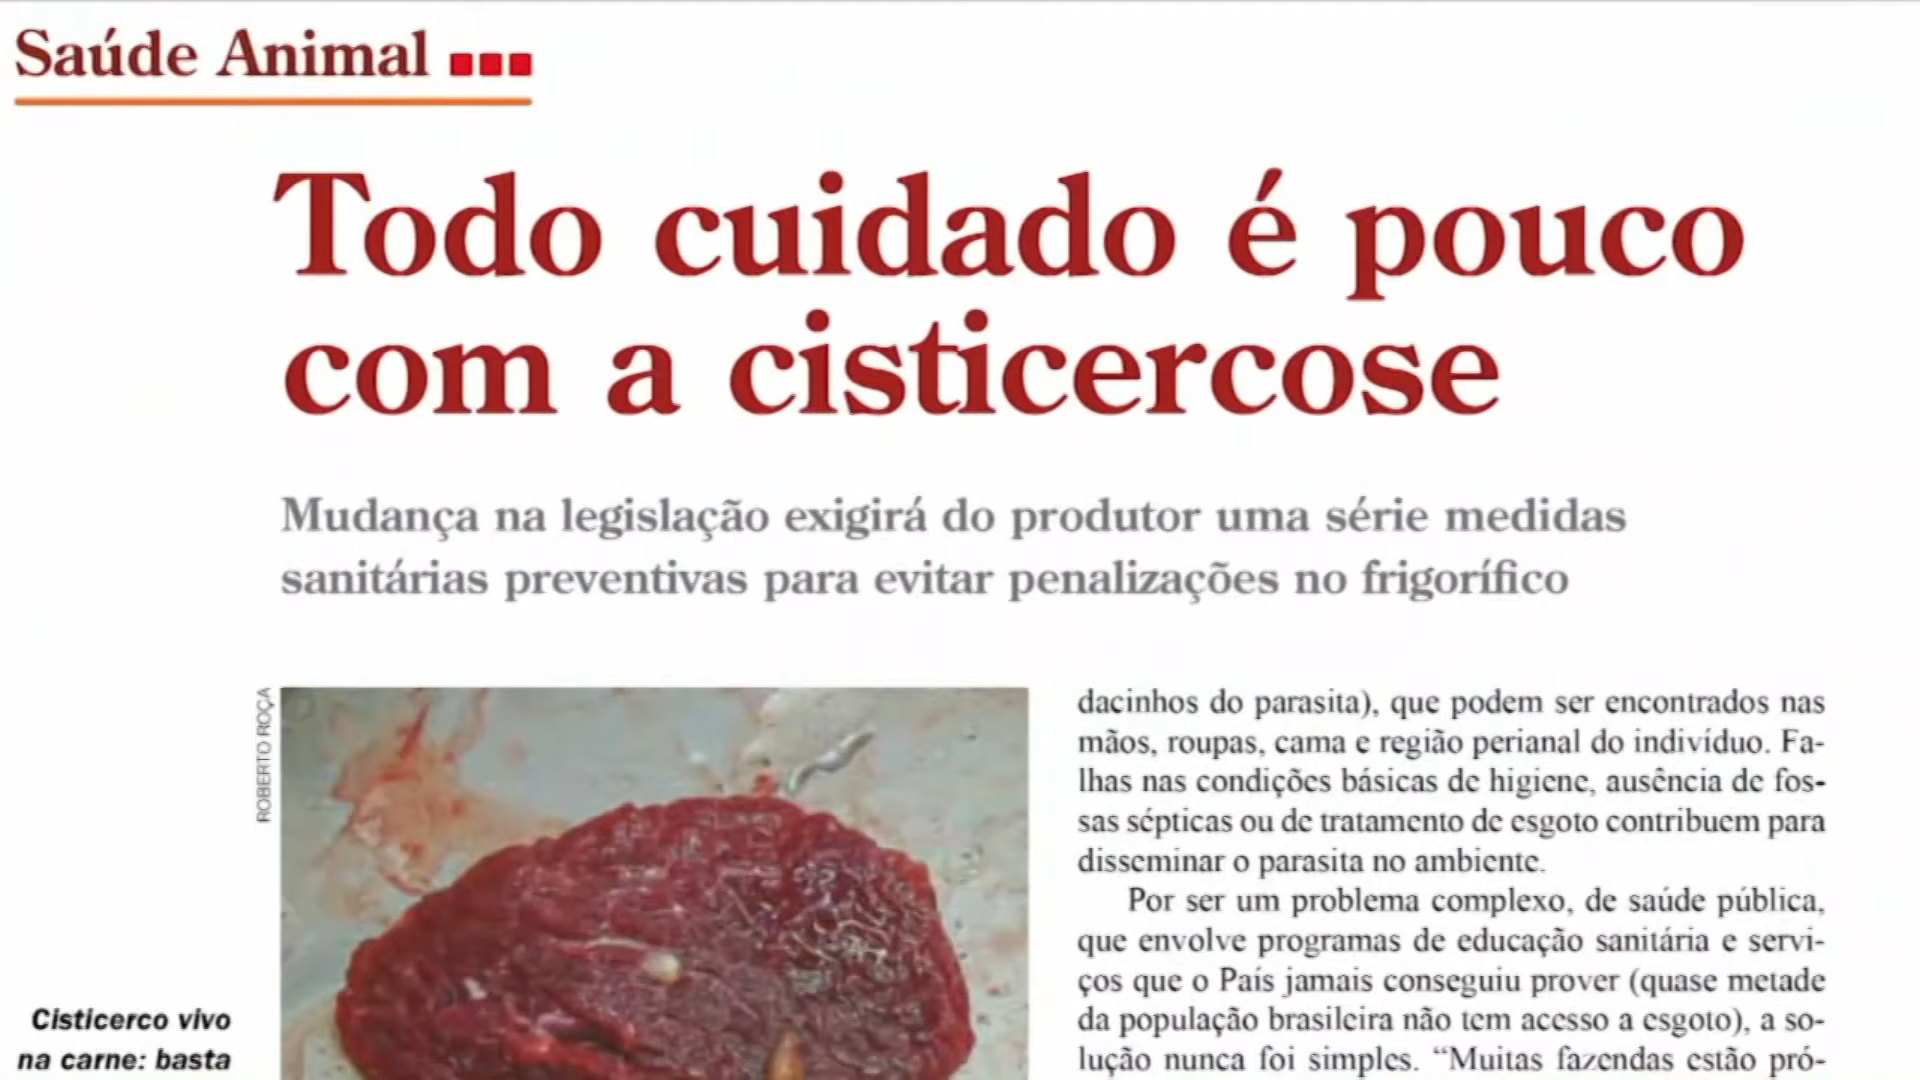 Saúde Animal
Todo cuidado é pouco
com a cisticercose
Mudança na legislação exigirá do produtor uma série medidas
sanitárias preventivas para evitar penalizações no frigorífico
ROBERTO ROÇA
Cisticerco vivo
na carne: basta
dacinhos do parasita), que podem ser encontrados nas
mãos, roupas, cama e região perianal do indivíduo. Fa-
lhas nas condições básicas de higiene, ausência de fos-
sas sépticas ou de tratamento de esgoto contribuem para
disseminar o parasita no ambiente.
Por ser um problema complexo, de saúde pública,
que envolve programas de educação sanitária e servi-
ços que o País jamais conseguiu prover (quase metade
da população brasileira não tem acesso a esgoto), a so-
lução nunca foi simples. “Muitas fazendas estão pró-